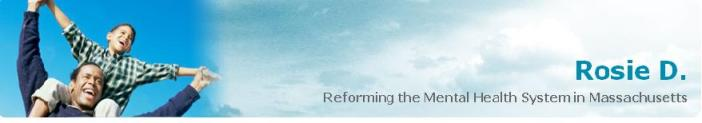 Rosie D.
Reforming the Mental Health System in Massachusetts